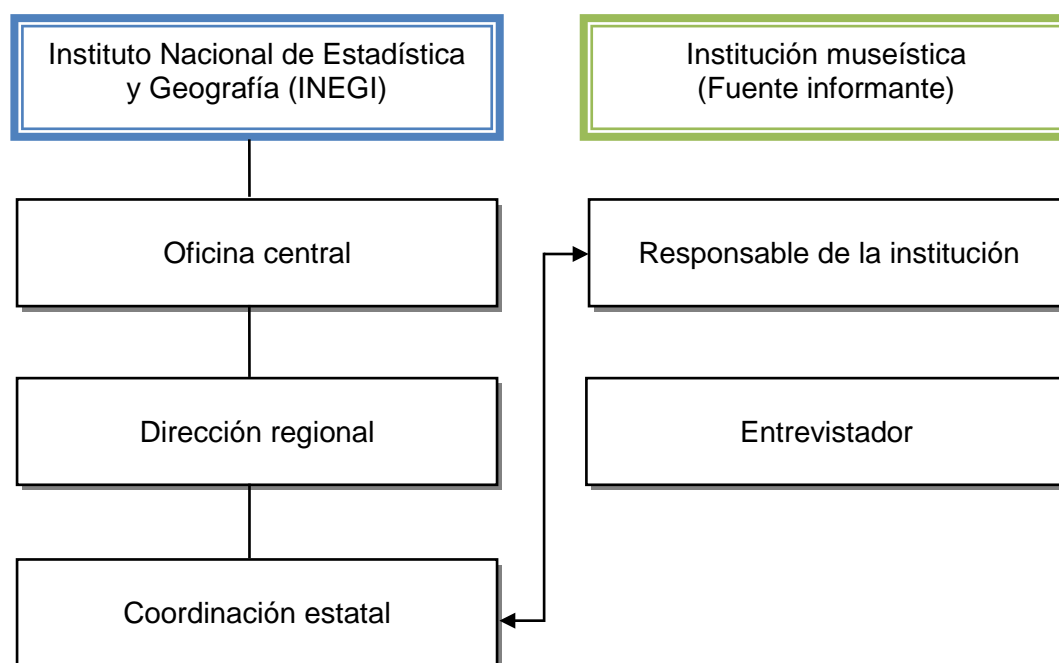 Instituto Nacional de Estadística
y Geografía (INEGI)
Institución museística
(Fuente informante)
Oficina central
Responsable de la institución
Dirección regional
Entrevistador
Coordinación estatal